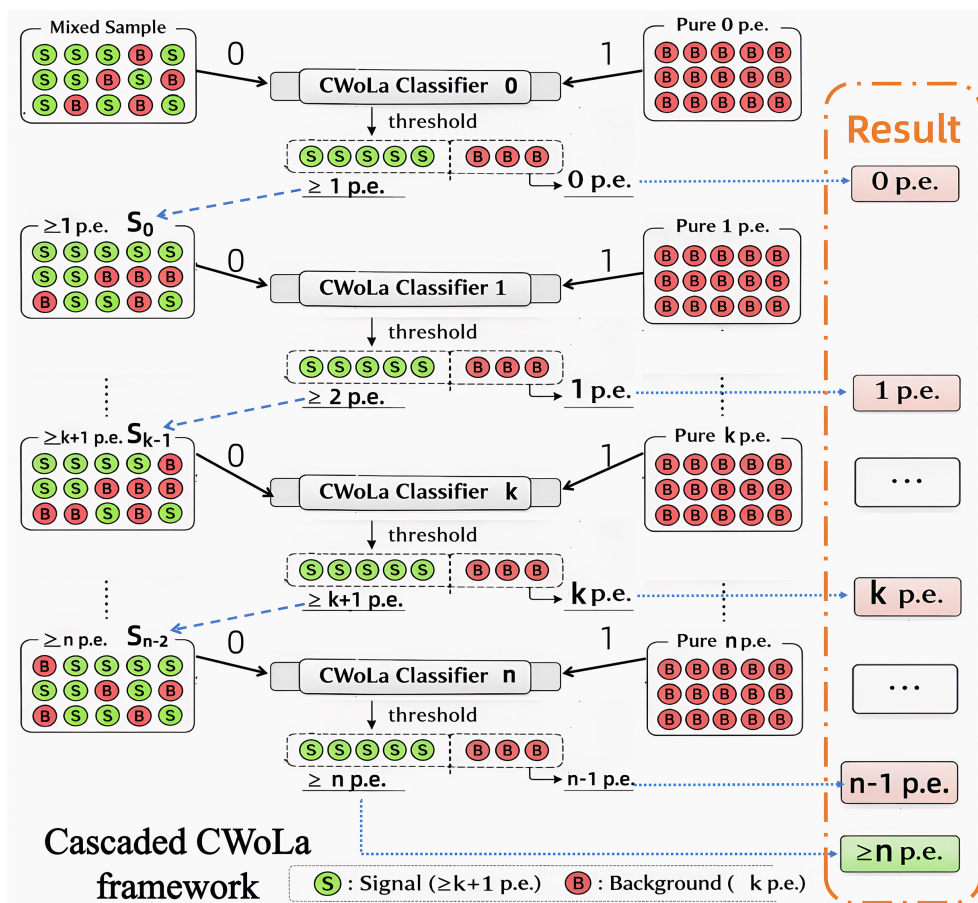 Mixed Sample
S S S B S
S S B S B
S B S B S
0
CWoLa Classifier 0
1
Pure 0 p.e.
B B B B B
B B B B B
B B B B B
threshold
S S S S S B B B
≥ 1 p.e.
0 p.e.
Result
0 p.e.
≥1 p.e. S0
S S S S S
S S B B B
B S S B S
0
CWoLa Classifier 1
1
Pure 1 p.e.
B B B B B
B B B B B
B B B B B
threshold
S S S S S B B B
≥ 2 p.e.
1 p.e.
1 p.e.
≥k+1 p.e. Sk-1
S S S S B
S S B B B
B B S B S
0
CWoLa Classifier k
1
Pure k p.e.
B B B B B
B B B B B
B B B B B
...
threshold
S S S S S B B B
≥ k+1 p.e.
k p.e.
k p.e.
≥n p.e. Sn-2
B S S S S
S S B S B
B S S B S
0
CWoLa Classifier n
1
Pure n p.e.
B B B B B
B B B B B
B B B B B
...
threshold
S S S S S B B B
≥ n p.e.
n-1 p.e.
n-1 p.e.
≥n p.e.
Cascaded CWoLa
framework
S : Signal (≥k+1 p.e.) B : Background ( k p.e.)